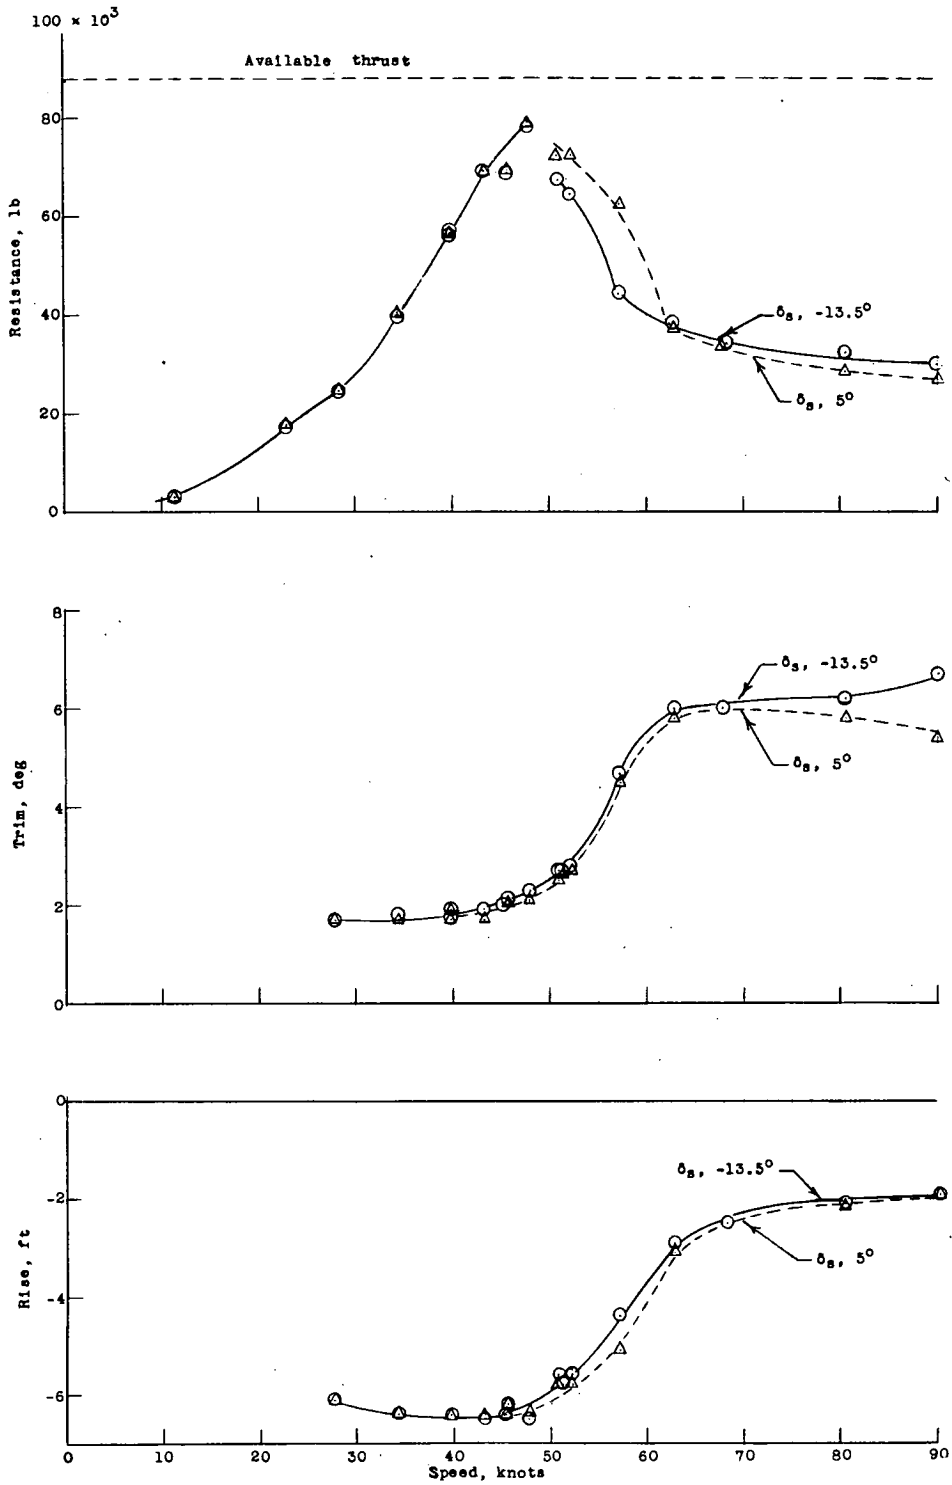 100 × 10³
Available thrust
80
60
40
20
0
Resistance, lb
δs, -13.5°
δs, 5°
8
6
4
2
0
Trim, deg
δs, -13.5°
δs, 5°
0
-2
-4
-6
Rise, ft
δs, -13.5°
δs, 5°
0 10 20 30 40 50 60 70 80 90
Speed, knots